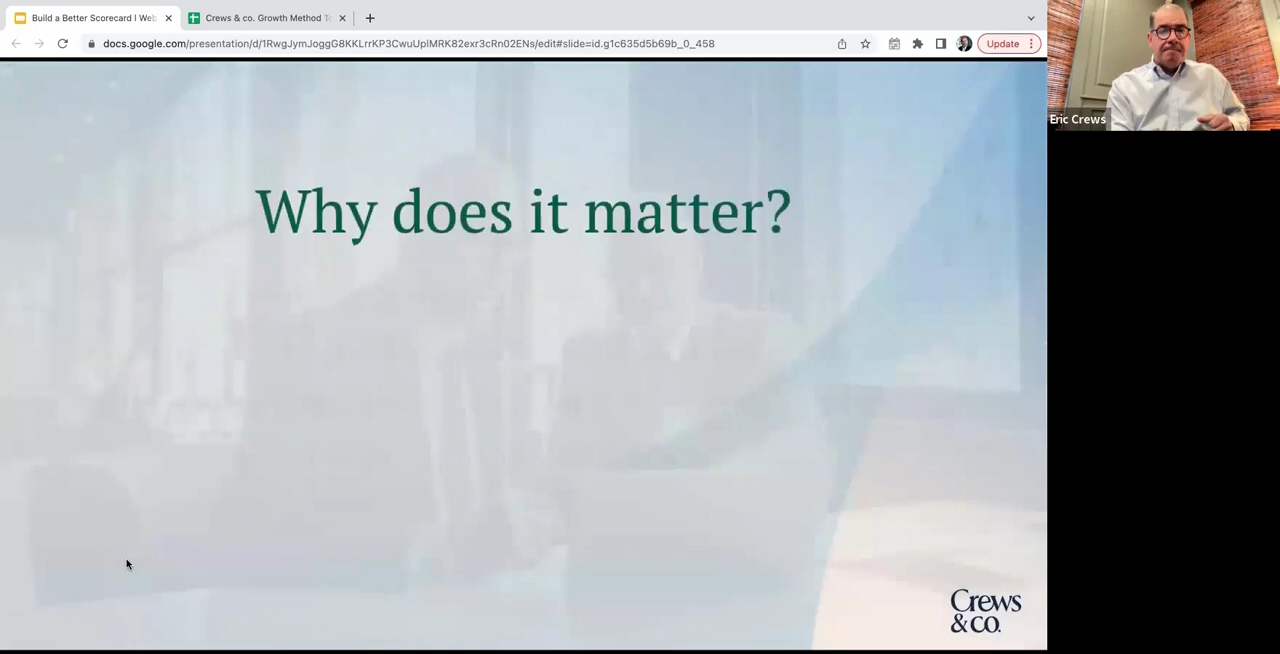 Build a Better Scorecard I Web
Crews & co. Growth Method T
docs.google.com/presentation/d/1RwgJymJoggG8KKLrrKP3CwuUplMRK82exr3cRn02ENs/edit#slide=id.g1c635d5b69b_0_458
Update
Eric Crews
Why does it matter?
Crews
&co.